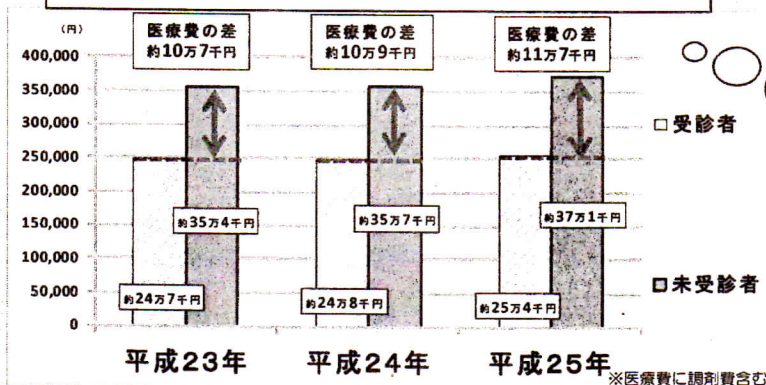 (円)
医療費の差
約10万7千円
医療費の差
約10万9千円
医療費の差
約11万7千円
400,000
350,000
300,000
250,000
200,000
150,000
100,000
50,000
0
□受診者
□未受診者
約35万4千円
約35万7千円
約37万1千円
約24万7千円
約24万8千円
約25万4千円
平成23年
平成24年
平成25年
※医療費に調剤費含む